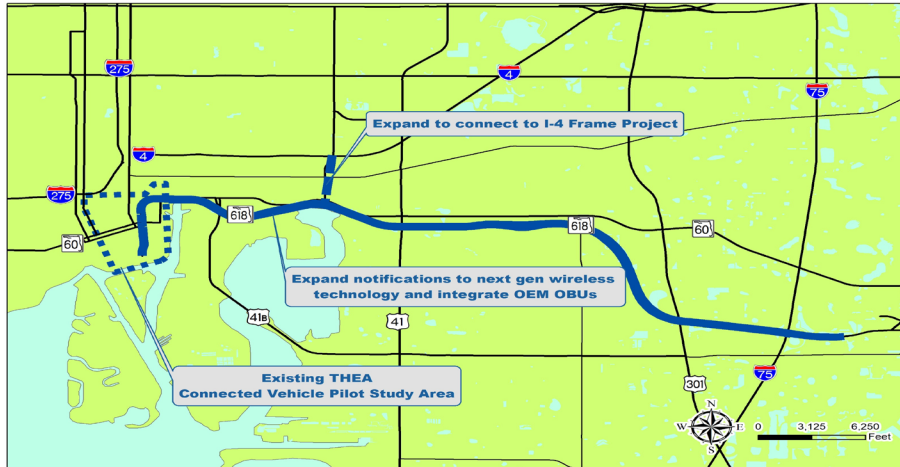 275
4
75
Expand to connect to I-4 Frame Project
4
275
618
618
60
60
Expand notifications to next gen wireless
technology and integrate OEM OBUs
41B
41
Existing THEA
Connected Vehicle Pilot Study Area
75
301
N
W E
S
0 3,125 6,250
Feet